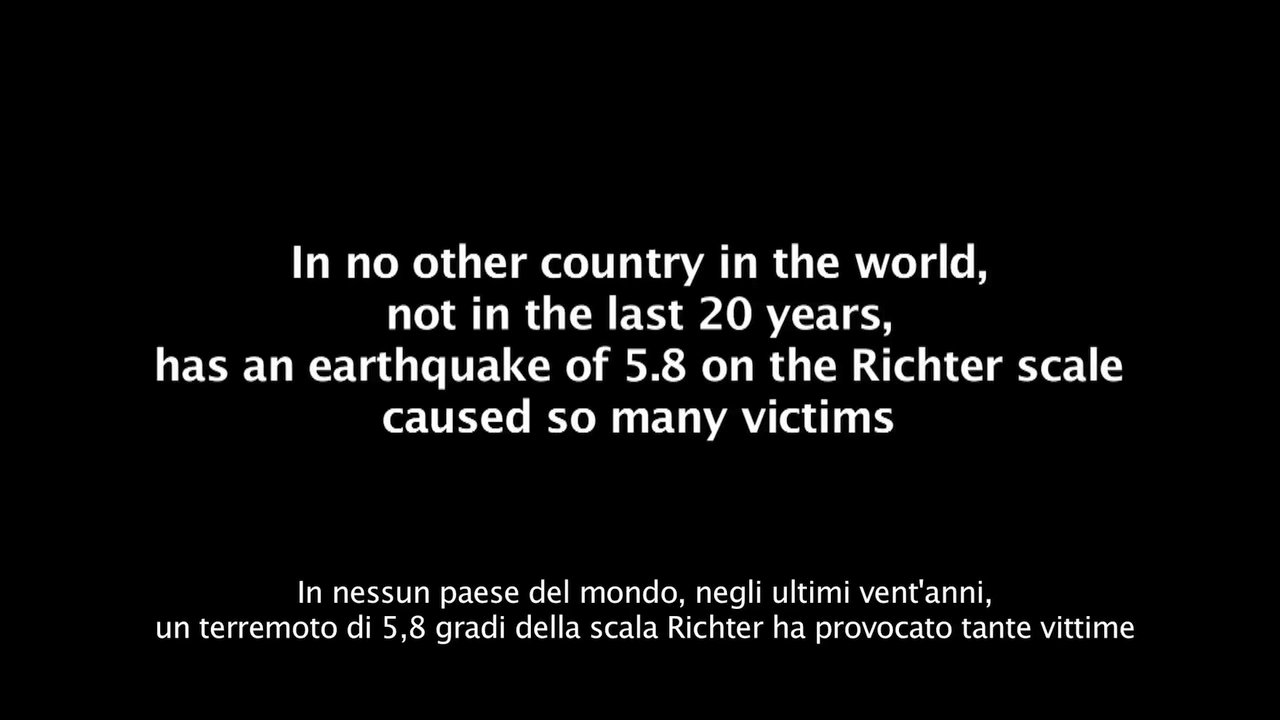 In no other country in the world,
not in the last 20 years,
has an earthquake of 5.8 on the Richter scale
caused so many victims
In nessun paese del mondo, negli ultimi vent'anni,
un terremoto di 5,8 gradi della scala Richter ha provocato tante vittime